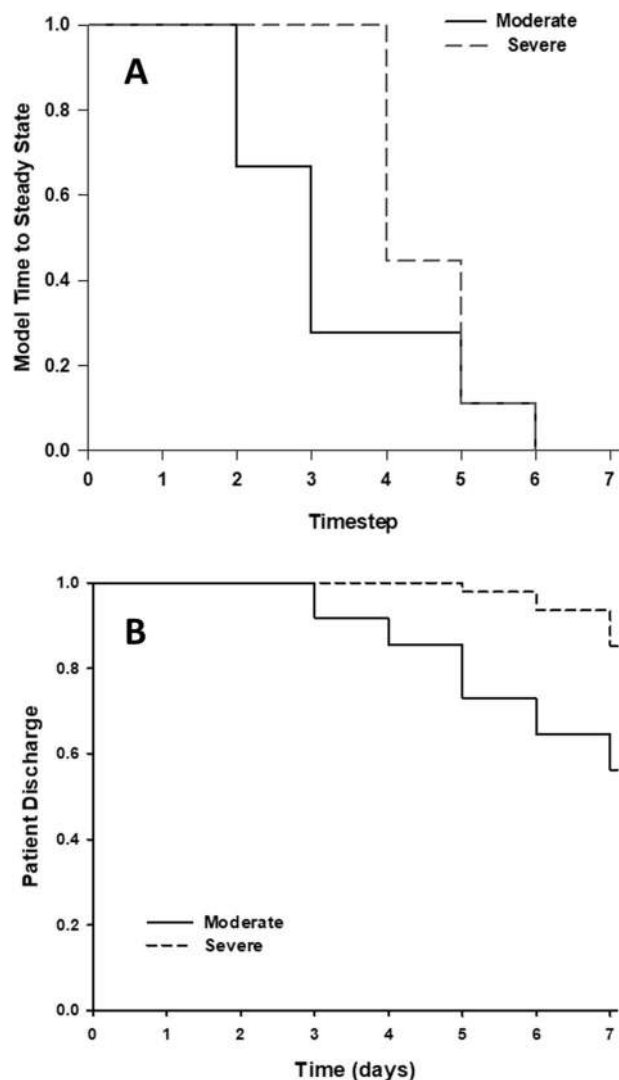 A
Moderate
Severe
Model Time to Steady State
1.0
0.8
0.6
0.4
0.2
0.0
0 1 2 3 4 5 6 7
Timestep
B
Patient Discharge
1.0
0.8
0.6
0.4
0.2
0.0
Moderate
Severe
0 1 2 3 4 5 6 7
Time (days)